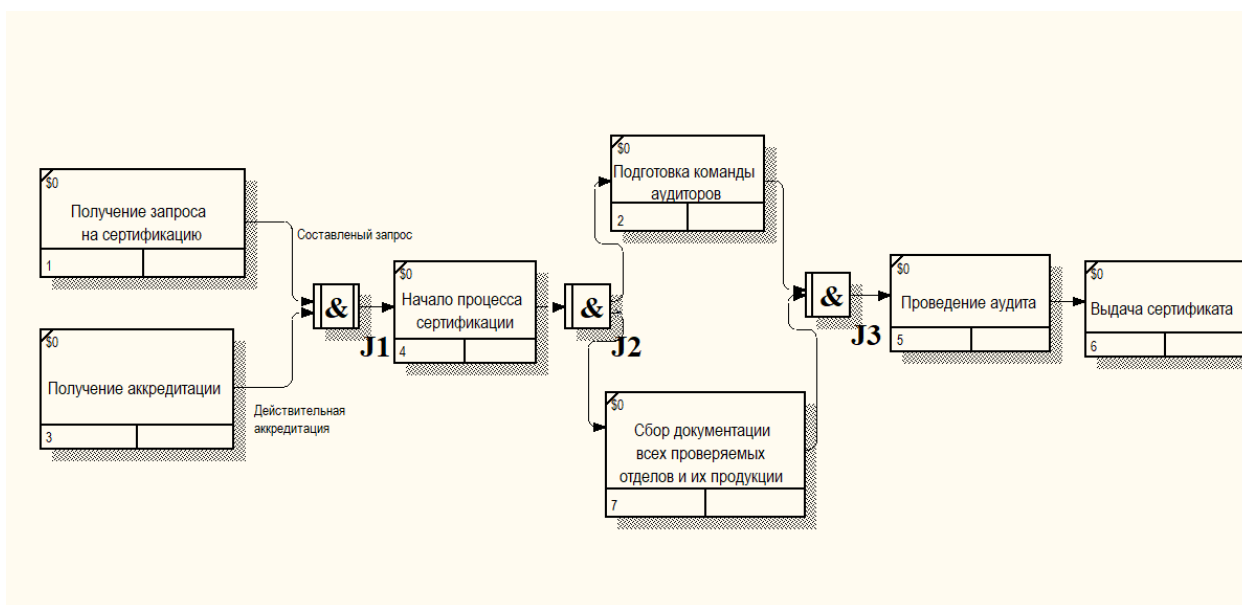 $0
Получение запроса
на сертификацию
1
Составленый запрос
$0
Получение аккредитации
3
Действительная
аккредитация
&
J1
$0
Начало процесса
сертификации
4
&
J2
$0
Подготовка команды
аудиторов
2
$0
Сбор документации
всех проверяемых
отделов и их продукции
7
&
J3
$0
Проведение аудита
5
$0
Выдача сертификата
6